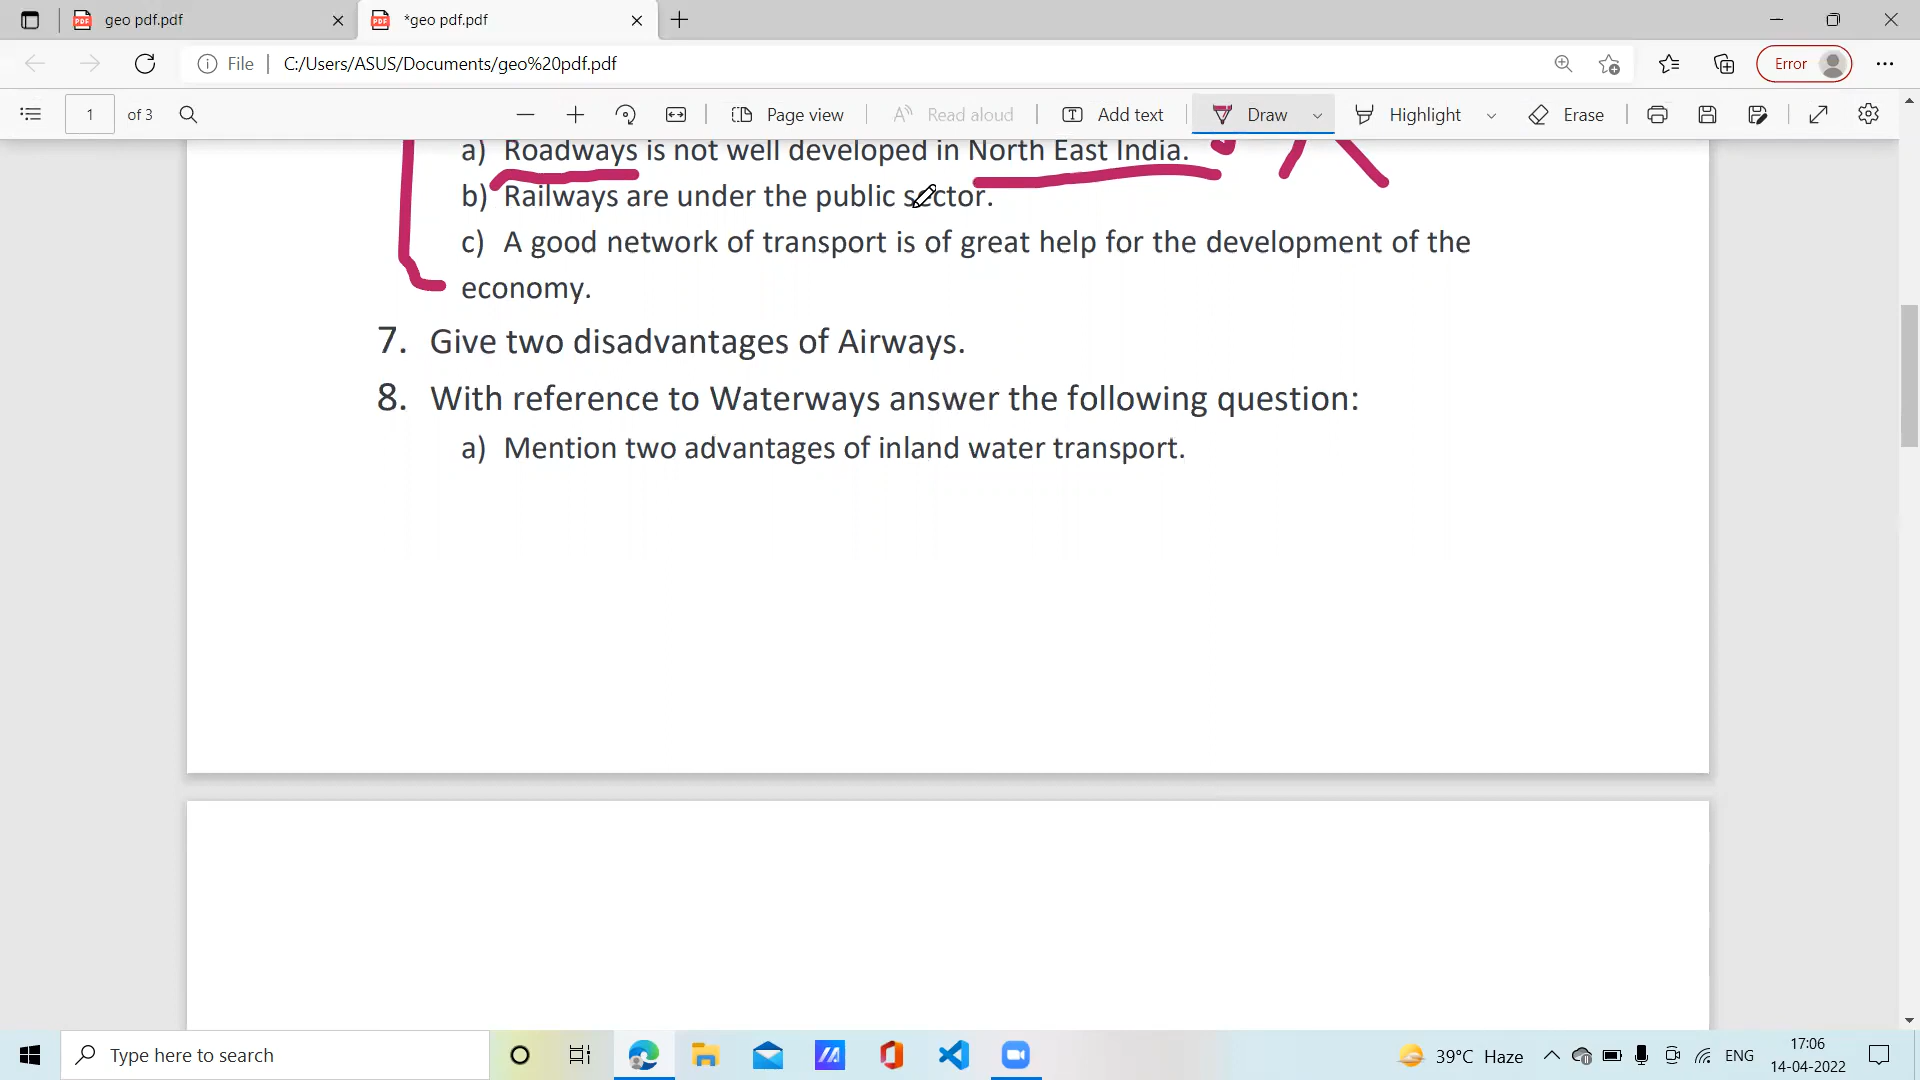 geo pdf.pdf
*geo pdf.pdf
File
C:/Users/ASUS/Documents/geo%20pdf.pdf
Error
1 of 3
Page view
Read aloud
Add text
Draw
Highlight
Erase
a) Roadways is not well developed in North East India.
b) Railways are under the public sector.
c) A good network of transport is of great help for the development of the
economy.
7. Give two disadvantages of Airways.
8. With reference to Waterways answer the following question:
a) Mention two advantages of inland water transport.
Type here to search
39°C Haze
ENG
17:06
14-04-2022